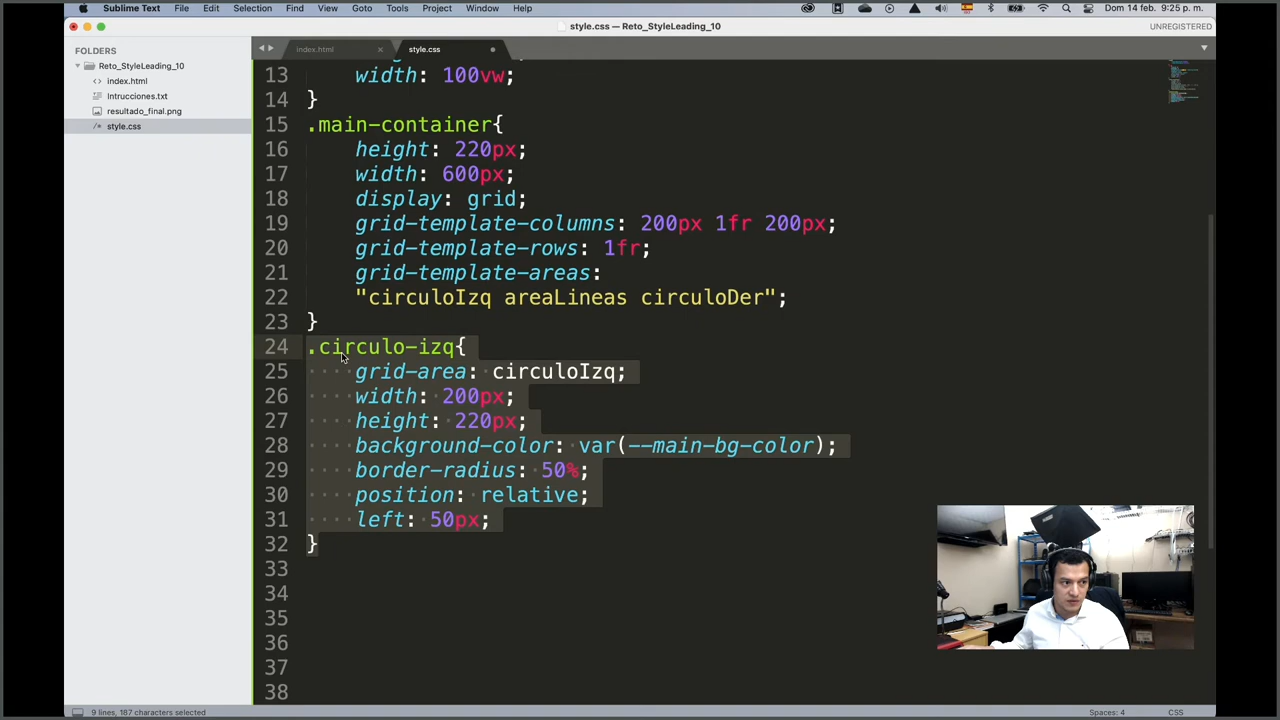 Sublime Text File Edit Selection Find View Goto Tools Project Window Help Dom 14 feb. 9:25 p. m.
style.css — Reto_StyleLeading_10 UNREGISTERED
FOLDERS
Reto_StyleLeading_10
index.html
Intrucciones.txt
resultado_final.png
style.css
index.html style.css
13 width: 100vw;
14 }
15 .main-container{
16 height: 220px;
17 width: 600px;
18 display: grid;
19 grid-template-columns: 200px 1fr 200px;
20 grid-template-rows: 1fr;
21 grid-template-areas:
22 "circuloIzq areaLineas circuloDer";
23 }
24 .circulo-izq{
25 grid-area: circuloIzq;
26 width: 200px;
27 height: 220px;
28 background-color: var(--main-bg-color);
29 border-radius: 50%;
30 position: relative;
31 left: 50px;
32 }
33
34
35
36
37
38
9 lines, 167 characters selected Spaces: 4 CSS